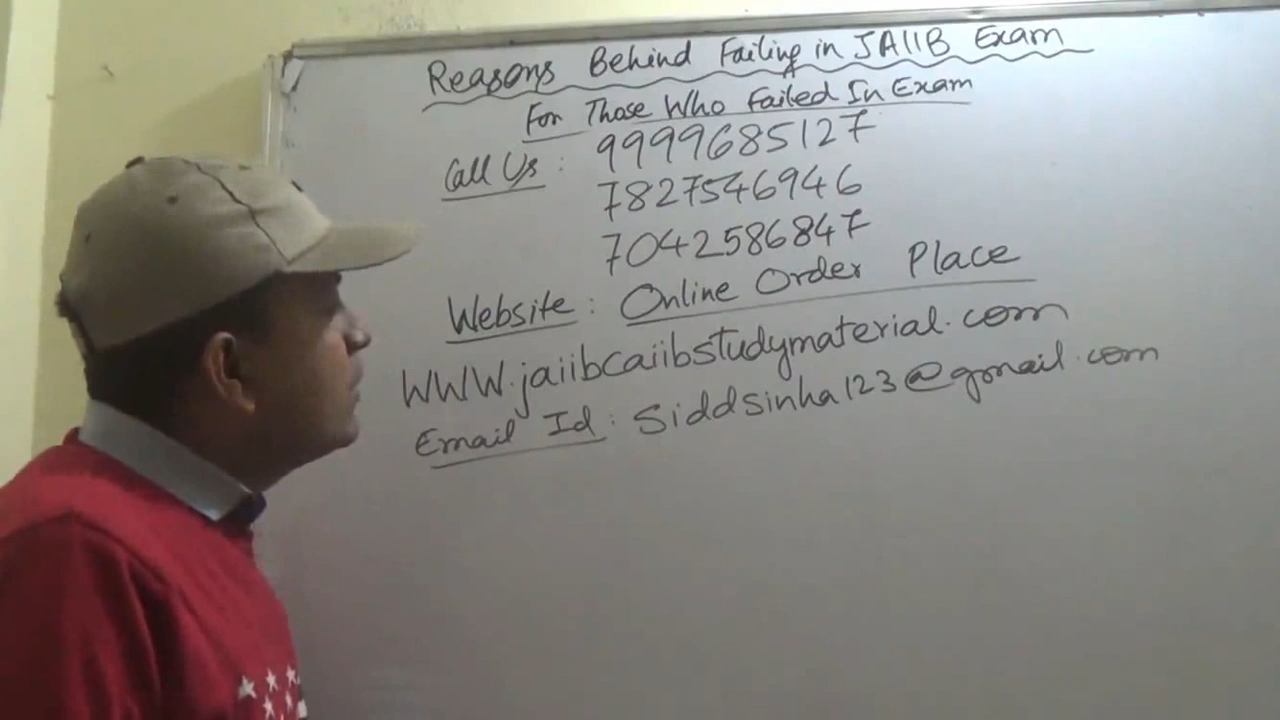 Reasons Behind Failing in JAIIB Exam
For Those Who Failed In Exam
Call Us : 9999685127
7827546946
7042586847
Website : Online Order Place
WWW.jaiibcaiibstudymaterial.com
Email Id : Siddsinha123@gmail.com